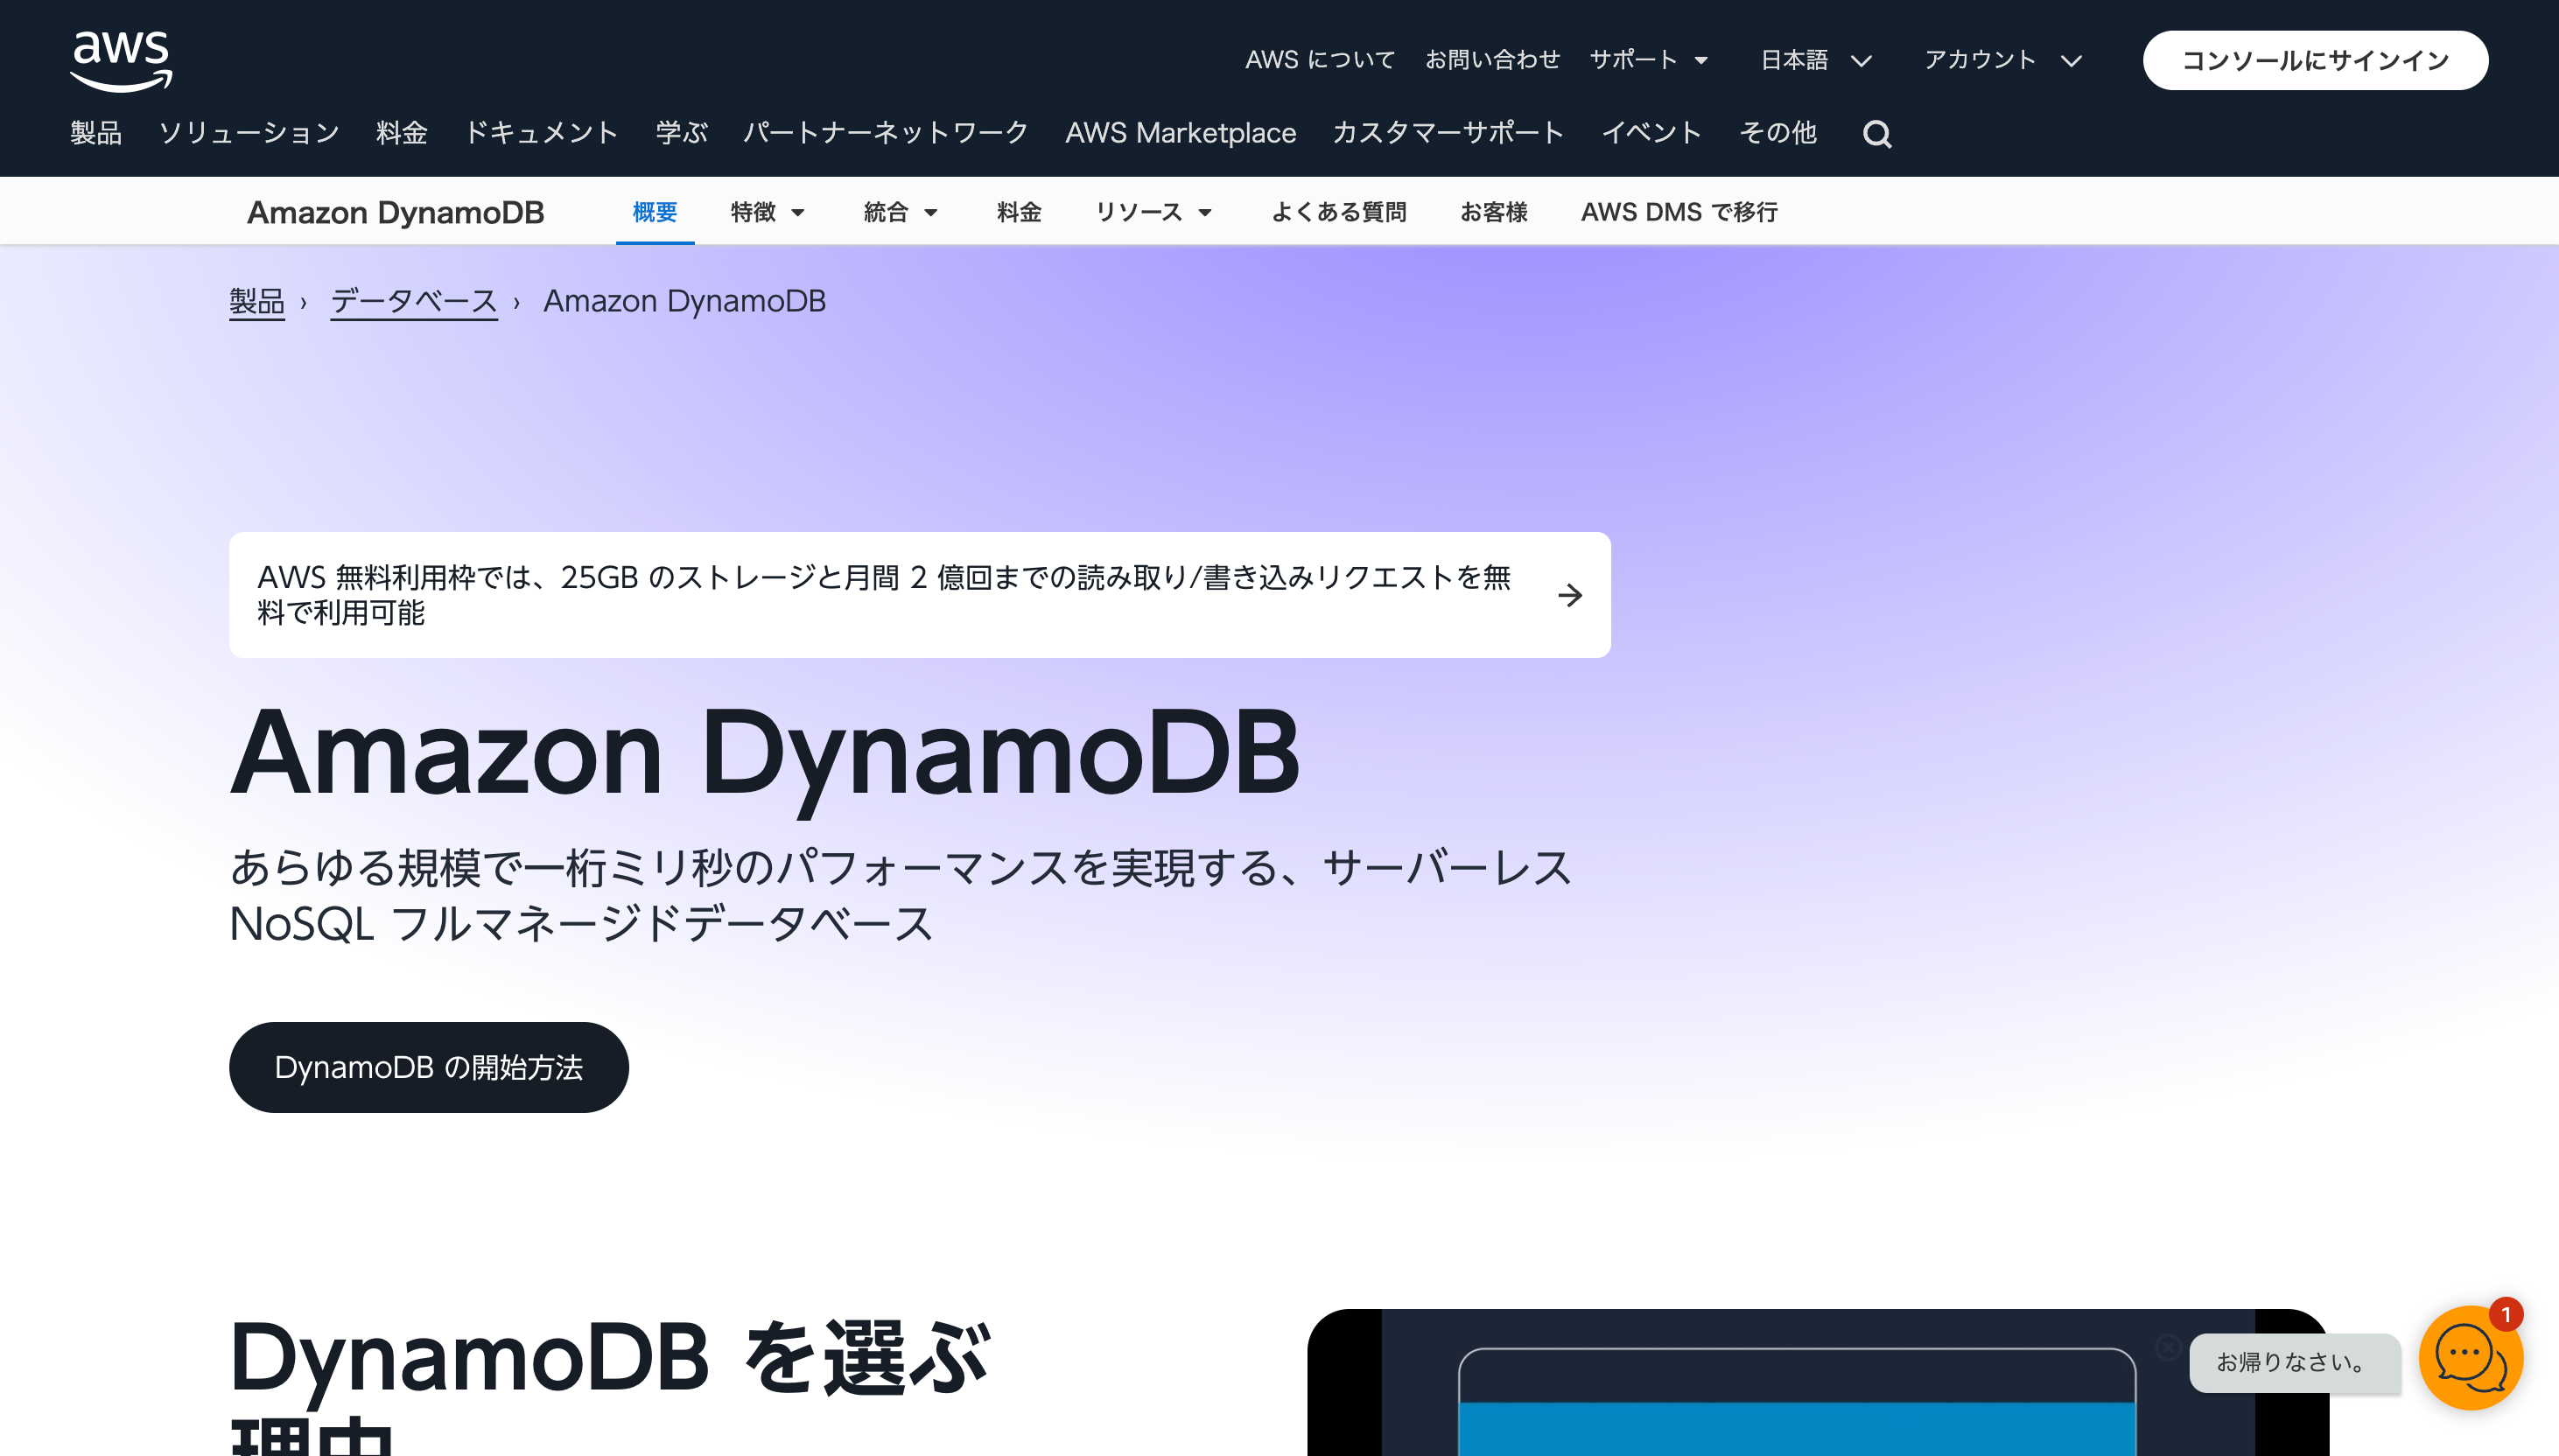 aws
AWS について お問い合わせ サポート 日本語 アカウント コンソールにサインイン
製品 ソリューション 料金 ドキュメント 学ぶ パートナーネットワーク AWS Marketplace カスタマーサポート イベント その他
Amazon DynamoDB 概要 特徴 統合 料金 リソース よくある質問 お客様 AWS DMS で移行
製品 › データベース › Amazon DynamoDB
AWS 無料利用枠では、25GB のストレージと月間 2 億回までの読み取り/書き込みリクエストを無
料で利用可能
Amazon DynamoDB
あらゆる規模で一桁ミリ秒のパフォーマンスを実現する、サーバーレス
NoSQL フルマネージドデータベース
DynamoDB の開始方法
DynamoDB を選ぶ
理由
お帰りなさい。
1